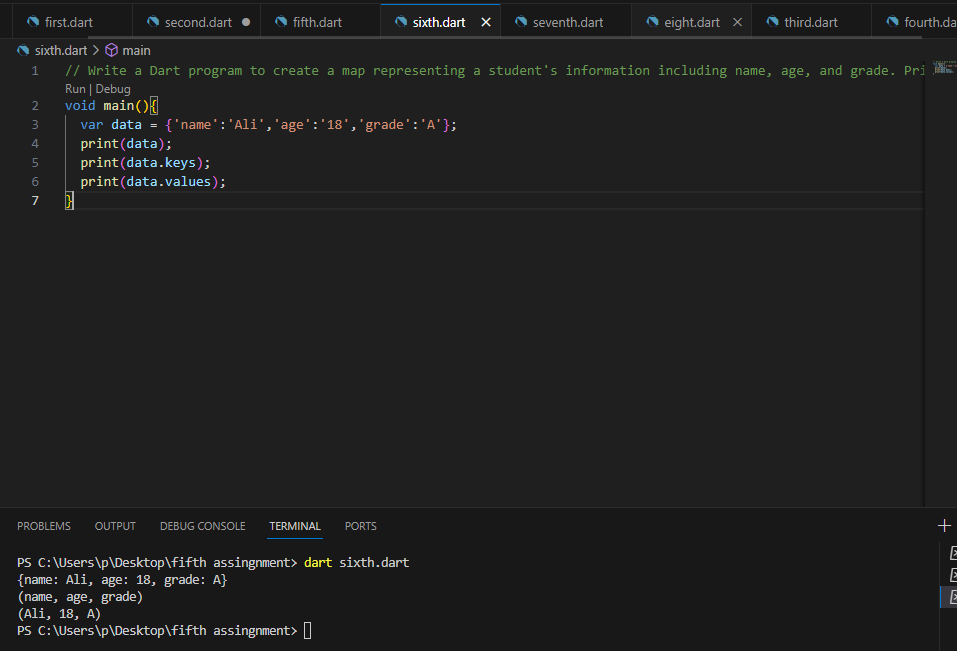 first.dart second.dart fifth.dart sixth.dart seventh.dart eight.dart third.dart fourth.da
sixth.dart main
1 // Write a Dart program to create a map representing a student's information including name, age, and grade. Pri
Run | Debug
2 void main(){
3 var data = {'name':'Ali','age':'18','grade':'A'};
4 print(data);
5 print(data.keys);
6 print(data.values);
7 }
PROBLEMS OUTPUT DEBUG CONSOLE TERMINAL PORTS
PS C:\Users\p\Desktop\fifth assingnment> dart sixth.dart
{name: Ali, age: 18, grade: A}
(name, age, grade)
(Ali, 18, A)
PS C:\Users\p\Desktop\fifth assingnment>